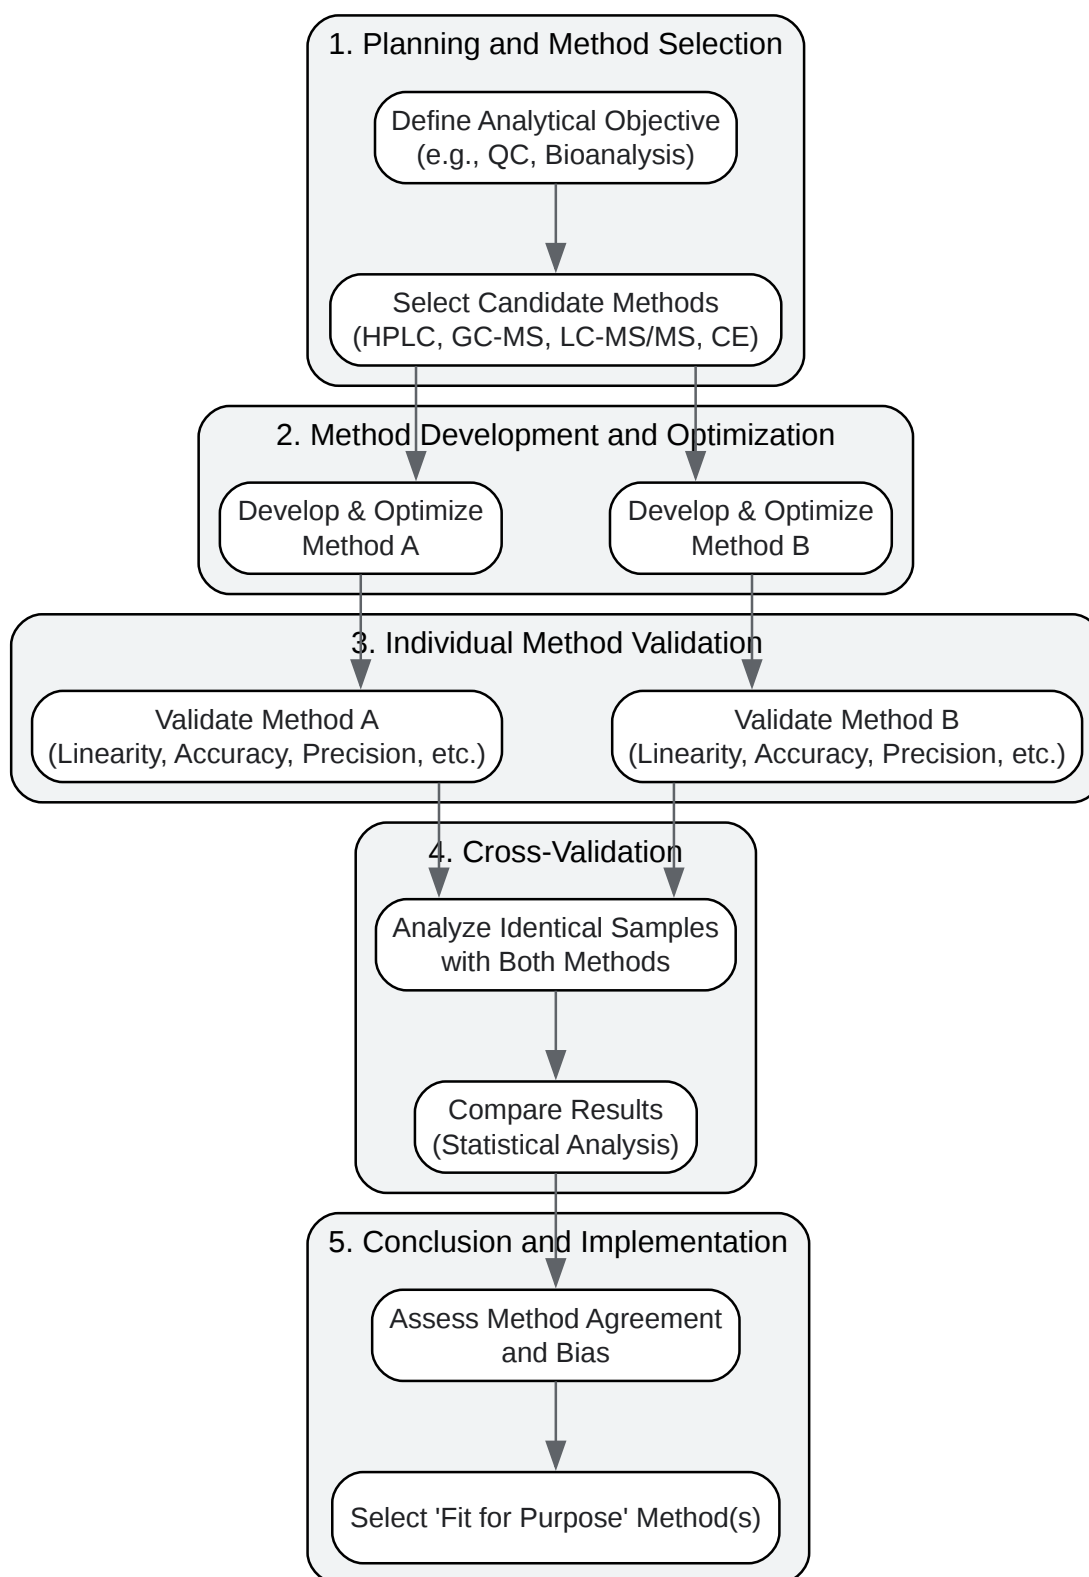 1. Planning and Method Selection
Define Analytical Objective
(e.g., QC, Bioanalysis)
Select Candidate Methods
(HPLC, GC-MS, LC-MS/MS, CE)
2. Method Development and Optimization
Develop & Optimize
Method A
Develop & Optimize
Method B
3. Individual Method Validation
Validate Method A
(Linearity, Accuracy, Precision, etc.)
Validate Method B
(Linearity, Accuracy, Precision, etc.)
4. Cross-Validation
Analyze Identical Samples
with Both Methods
Compare Results
(Statistical Analysis)
5. Conclusion and Implementation
Assess Method Agreement
and Bias
Select 'Fit for Purpose' Method(s)